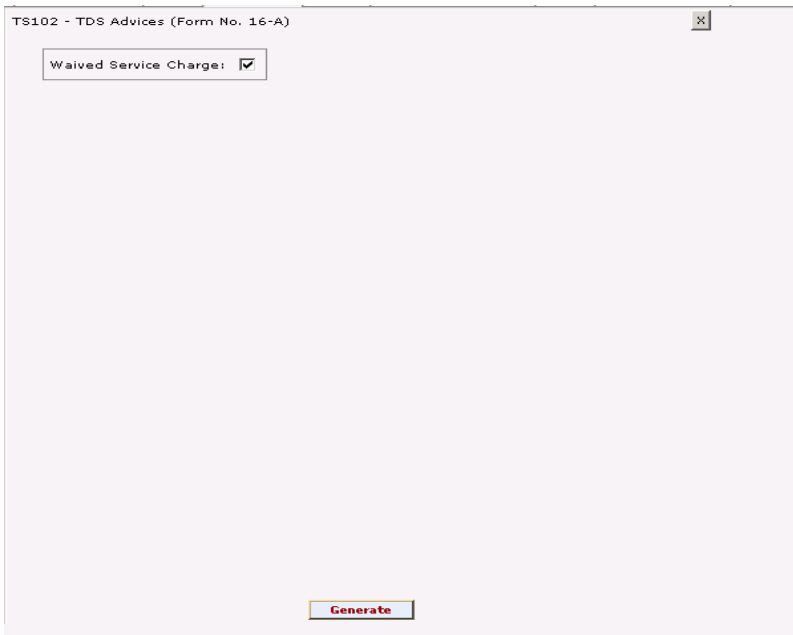 TS102 - TDS Advices (Form No. 16-A)
Waived Service Charge:
Generate